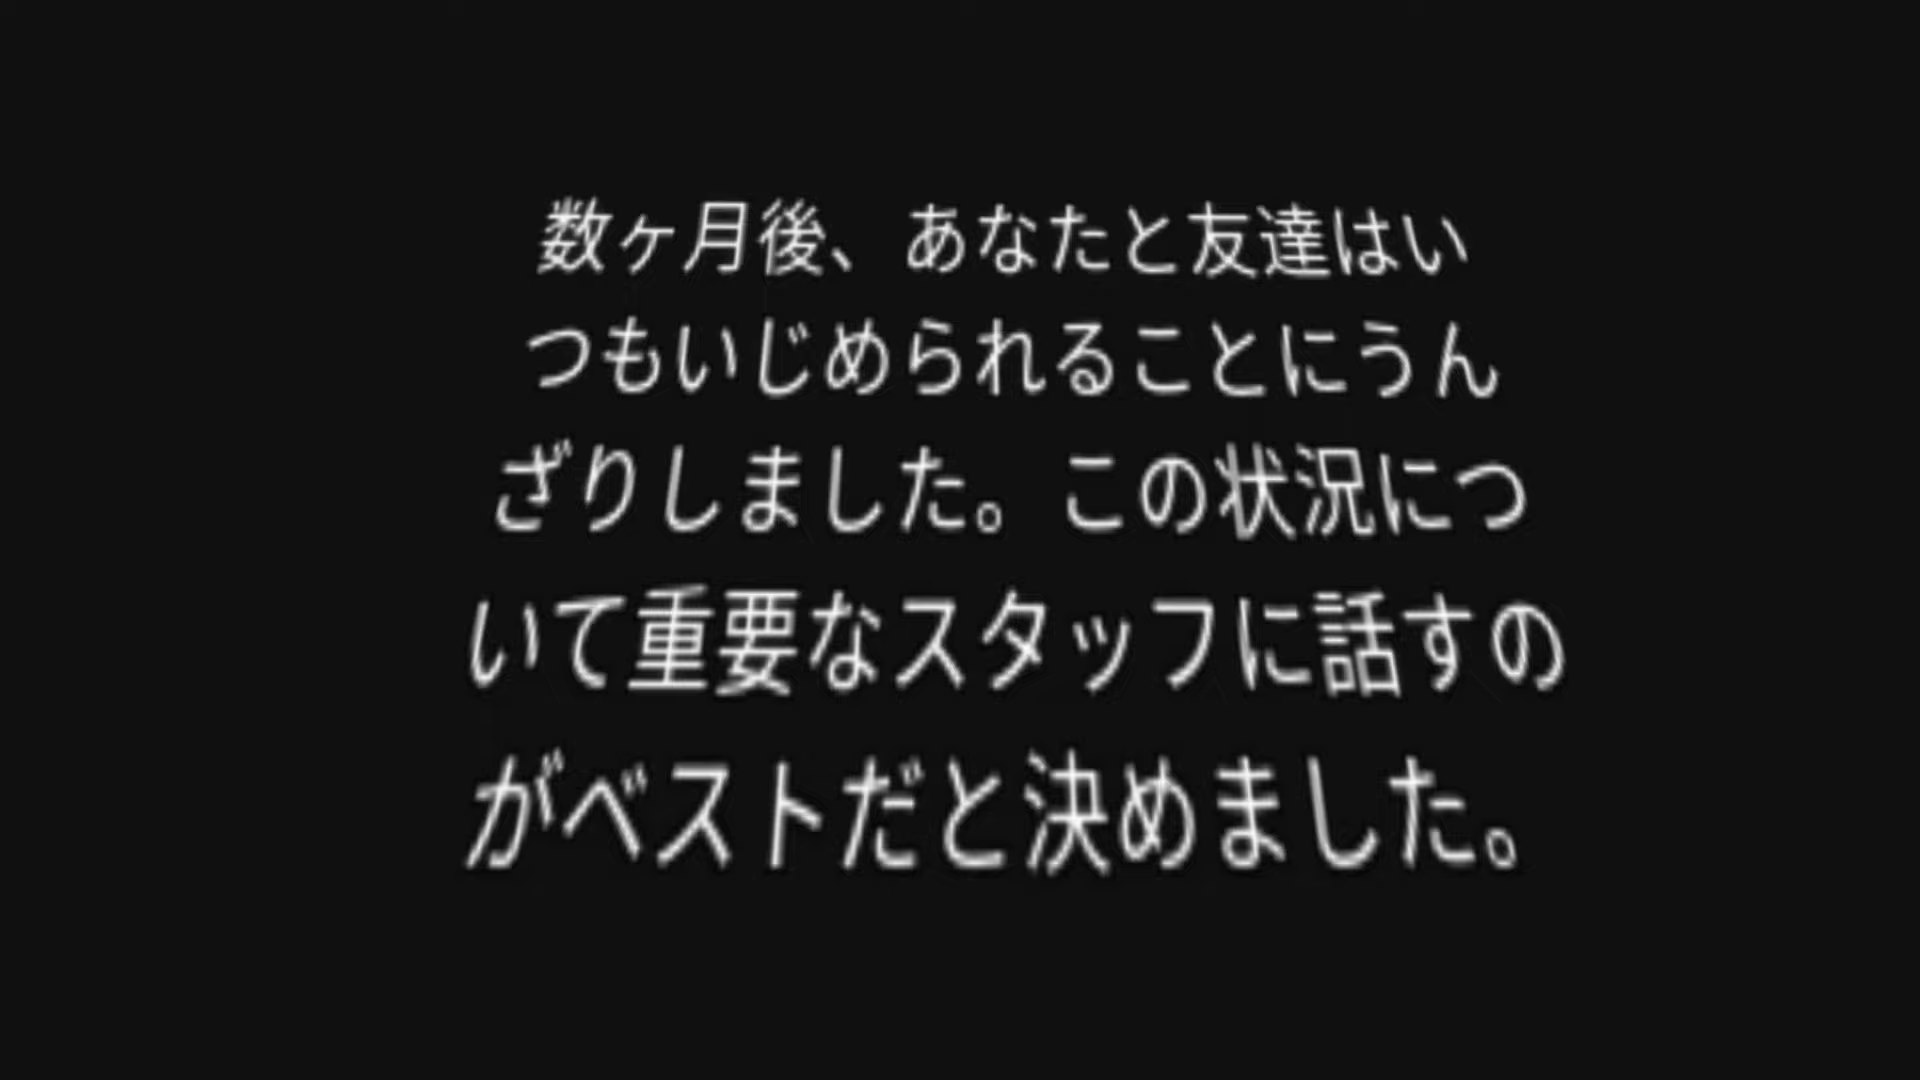 数ヶ月後、あなたと友達はい
つもいじめられることにうん
ざりしました。この状況につ
いて重要なスタッフに話すの
がベストだと決めました。